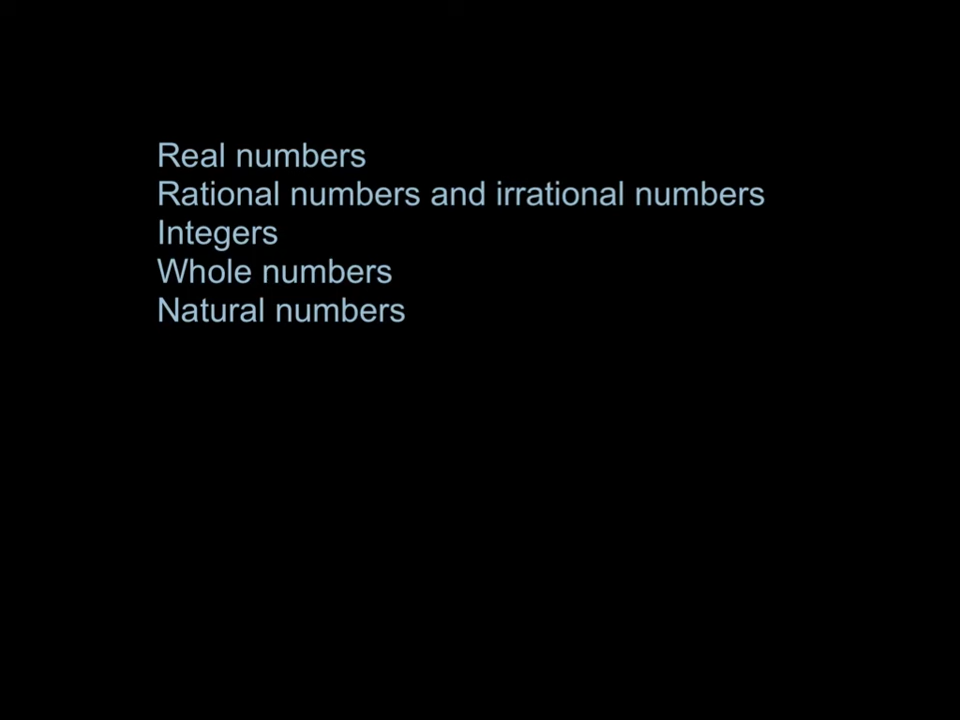 Real numbers
Rational numbers and irrational numbers
Integers
Whole numbers
Natural numbers